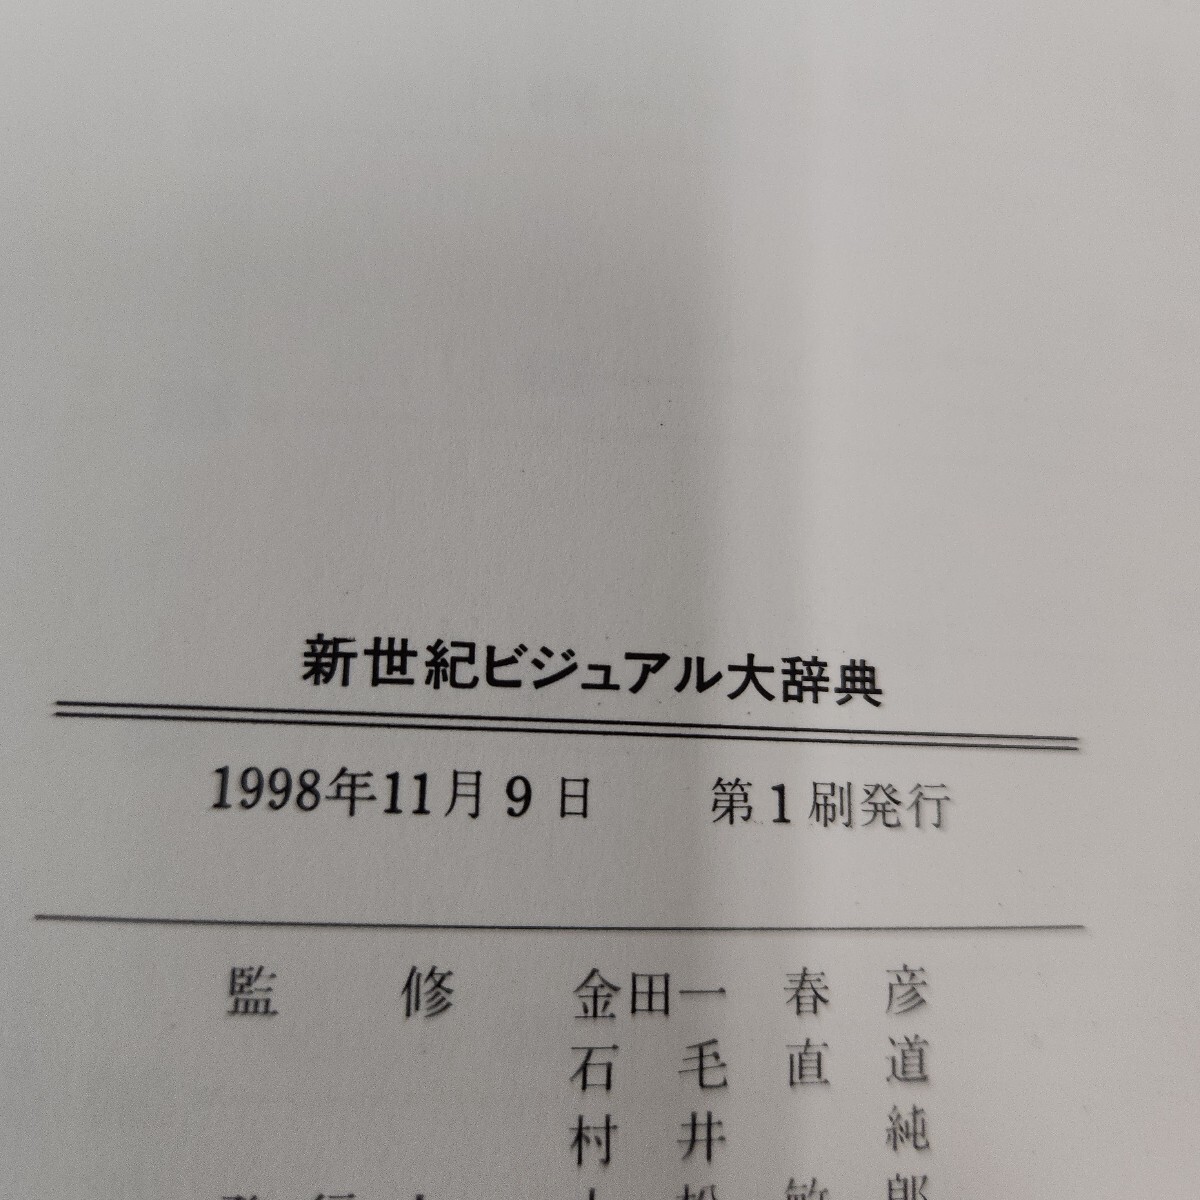 新世紀ビジュアル大辞典
1998年11月9日 第1刷発行
監修 金田一春彦
石毛直道
村井純